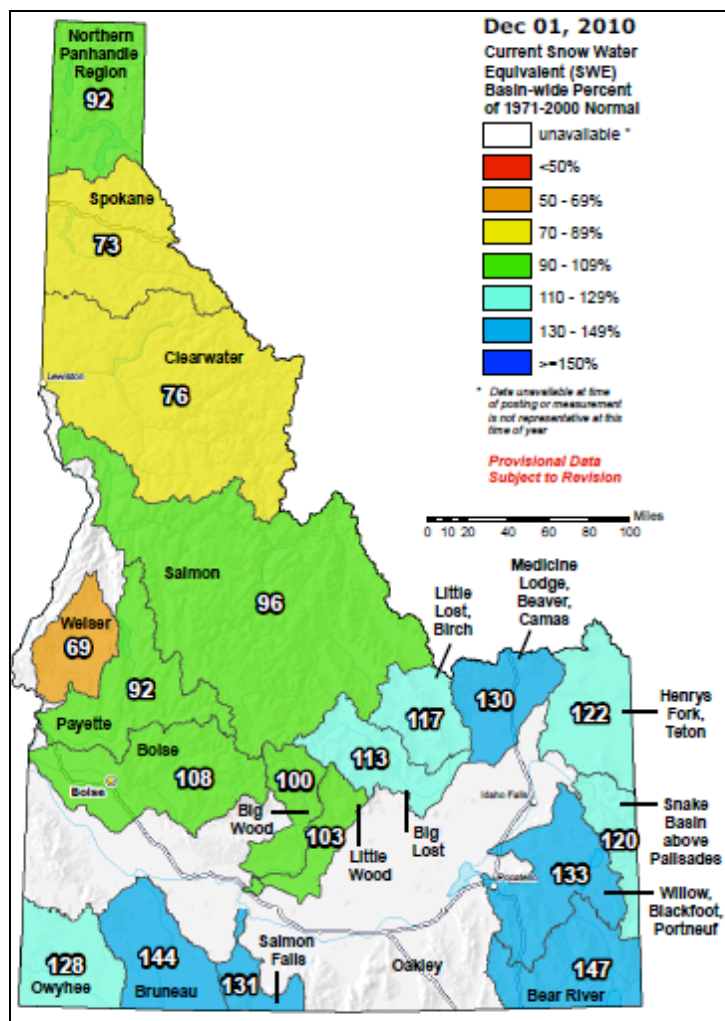 Dec 01, 2010
Current Snow Water
Equivalent (SWE)
Basin-wide Percent
of 1971-2000 Normal
unavailable *
<50%
50 - 69%
70 - 89%
90 - 109%
110 - 129%
130 - 149%
>=150%
* Data unavailable at time
of posting or measurement
is not representative at this
time of year
Provisional Data
Subject to Revision
Miles
0 10 20 40 60 80 100
Northern
Panhandle
Region
92
Spokane
73
Clearwater
76
Lewiston
Salmon
96
Weiser
69
92
Payette
Boise
108
Boise
100
Big
Wood
103
Little
Wood
113
Big
Lost
Little
Lost,
Birch
117
Medicine
Lodge,
Beaver,
Camas
130
122
Henrys
Fork,
Teton
Idaho Falls
Snake
Basin
above
Palisades
120
Pocatello
133
Willow,
Blackfoot,
Portneuf
128
Owyhee
144
Bruneau
Salmon
Falls
131
Oakley
147
Bear River